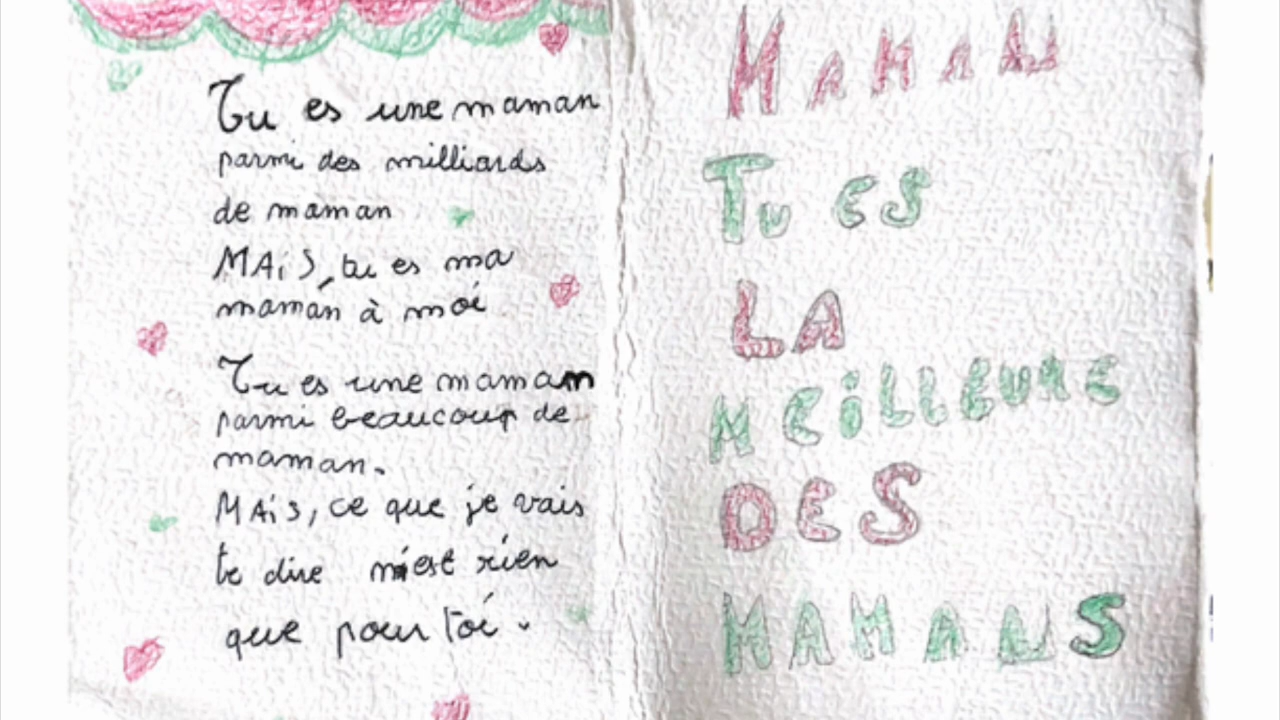 Tu es une maman
parmi des milliards
de maman
MAiS, tu es ma
maman à moi
Tu es une maman
parmi beaucoup de
maman.
MAiS, ce que je vais
te dire n'est rien
que pour toi.
MAMAN
Tu ES
LA
MEiLLEURE
DES
MAMANS